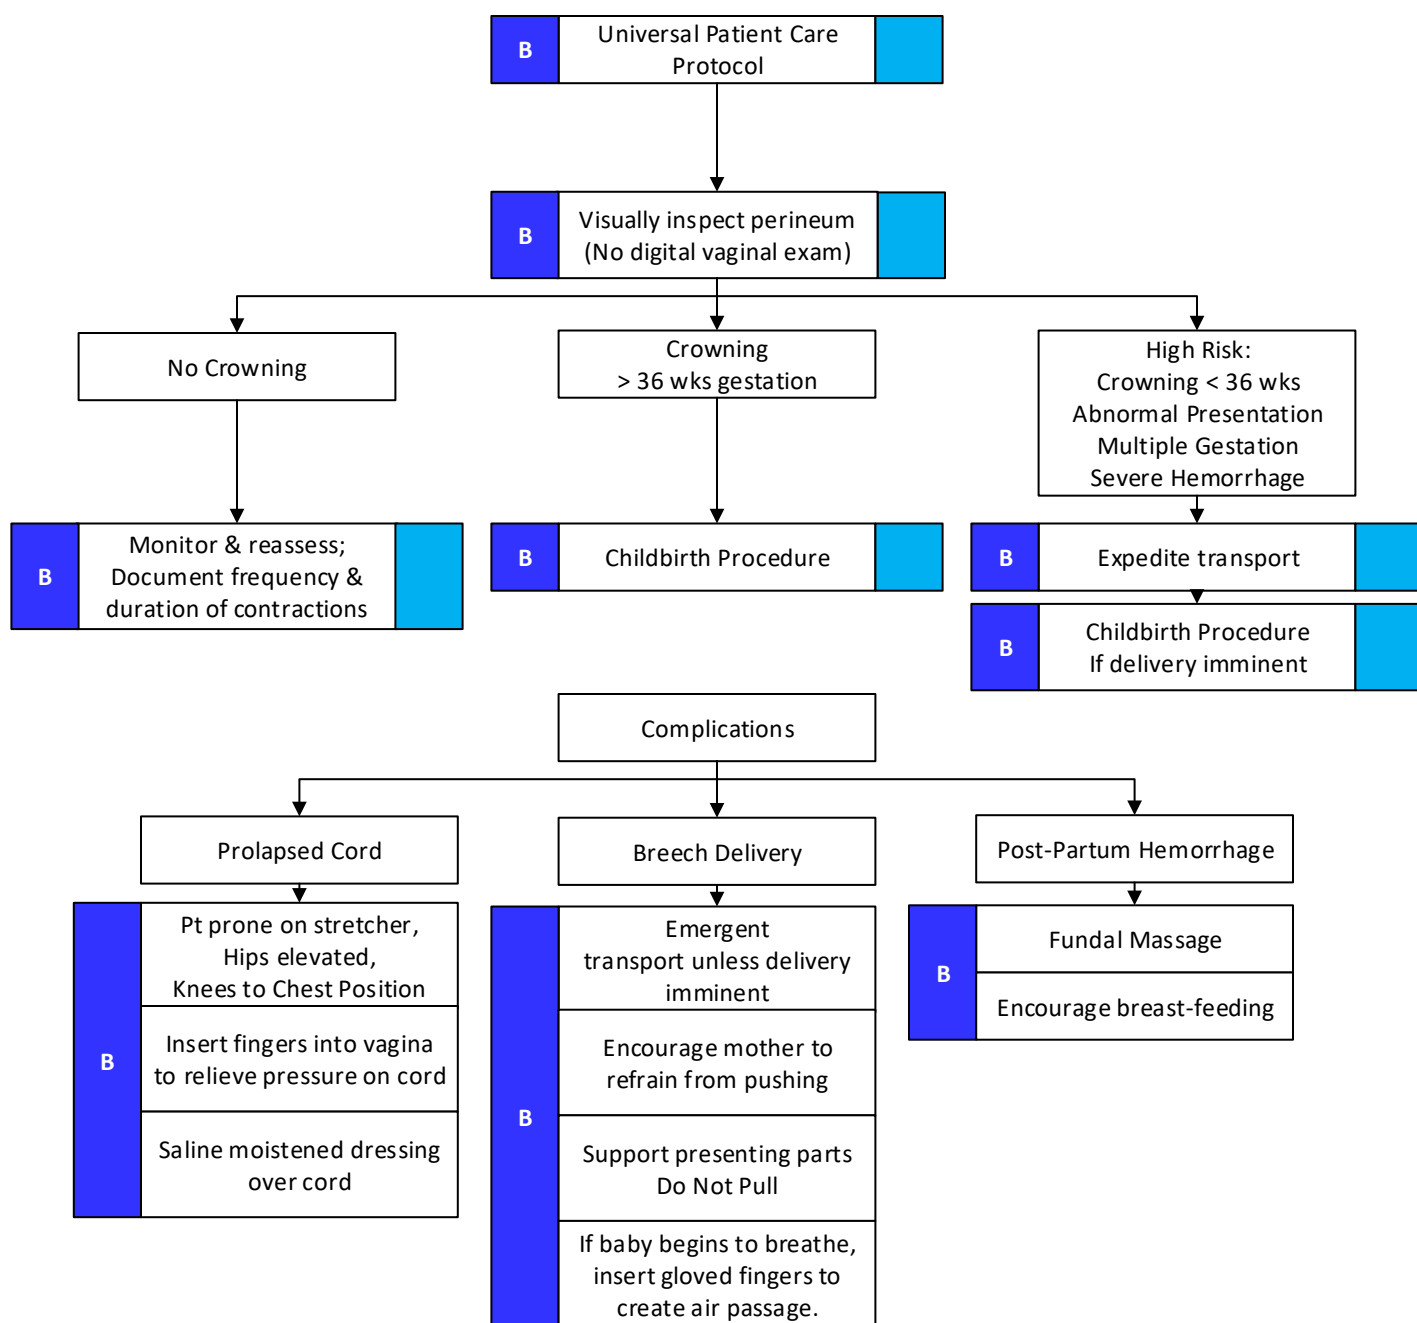 B
Universal Patient Care
Protocol
B
Visually inspect perineum
(No digital vaginal exam)
No Crowning
Crowning
> 36 wks gestation
High Risk:
Crowning < 36 wks
Abnormal Presentation
Multiple Gestation
Severe Hemorrhage
B
Monitor & reassess;
Document frequency &
duration of contractions
B
Childbirth Procedure
B
Expedite transport
B
Childbirth Procedure
If delivery imminent
Complications
Prolapsed Cord
Breech Delivery
Post-Partum Hemorrhage
B
Pt prone on stretcher,
Hips elevated,
Knees to Chest Position
Insert fingers into vagina
to relieve pressure on cord
Saline moistened dressing
over cord
B
Emergent
transport unless delivery
imminent
Encourage mother to
refrain from pushing
Support presenting parts
Do Not Pull
If baby begins to breathe,
insert gloved fingers to
create air passage.
B
Fundal Massage
Encourage breast-feeding